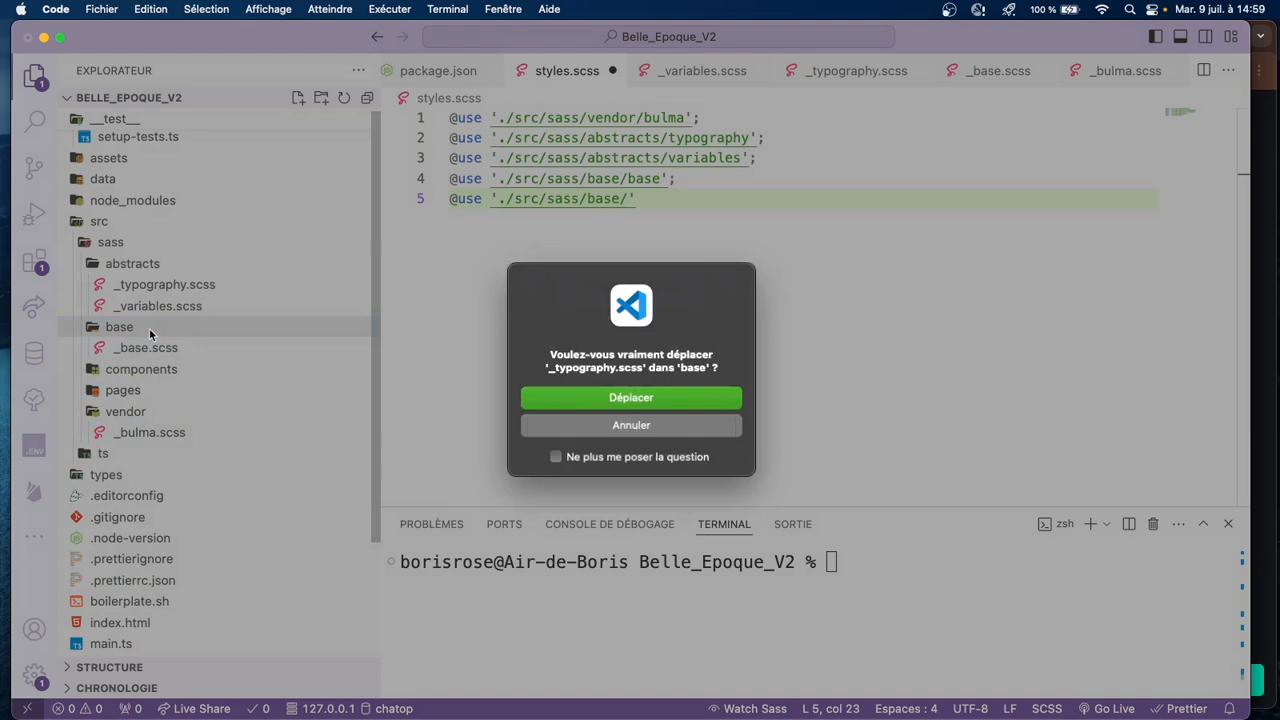 Code Fichier Edition Sélection Affichage Atteindre Exécuter Terminal Fenêtre Aide 100 % Mar. 9 juil. à 14:59
Belle_Epoque_V2
EXPLORATEUR
package.json styles.scss _variables.scss _typography.scss _base.scss _bulma.scss
BELLE_EPOQUE_V2
styles.scss
__test__
setup-tests.ts
assets
data
node_modules
src
sass
abstracts
_typography.scss
_variables.scss
base
_base.scss
components
pages
vendor
_bulma.scss
ts
types
.editorconfig
.gitignore
.node-version
.prettierignore
.prettierrc.json
boilerplate.sh
index.html
main.ts
STRUCTURE
CHRONOLOGIE
1
1
.ENV
1
1 @use './src/sass/vendor/bulma';
2 @use './src/sass/abstracts/typography';
3 @use './src/sass/abstracts/variables';
4 @use './src/sass/base/base';
5 @use './src/sass/base/'
Voulez-vous vraiment déplacer
'_typography.scss' dans 'base' ?
Déplacer
Annuler
Ne plus me poser la question
PROBLÈMES PORTS CONSOLE DE DÉBOGAGE TERMINAL SORTIE zsh
borisrose@Air-de-Boris Belle_Epoque_V2 %
0 0 0 Live Share 0 127.0.0.1 chatop Watch Sass L 5, col 23 Espaces : 4 UTF-8 LF SCSS Go Live Prettier